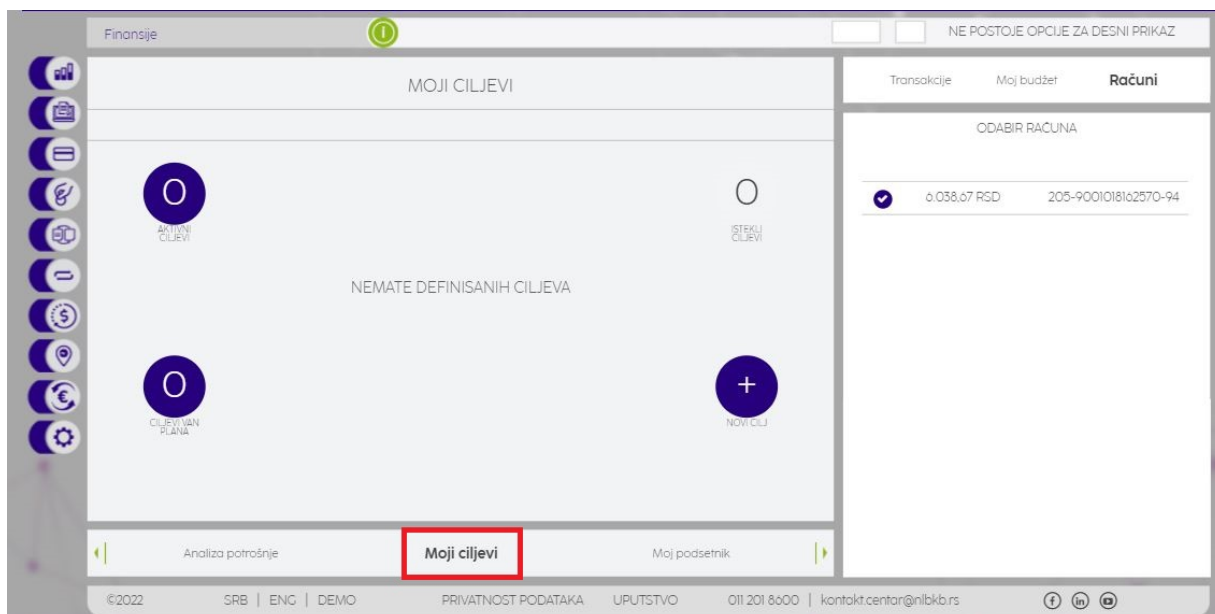 Finansije
NE POSTOJE OPCIJE ZA DESNI PRIKAZ
MOJI CILJEVI
Transakcije Moj budžet Računi
ODABIR RAČUNA
6.038,67 RSD 205-9001018162570-94
0
AKTIVNI
CILJEVI
0
ISTEKLI
CILJEVI
NEMATE DEFINISANIH CILJEVA
0
CILJEVI VAN
PLANA
+
NOVI CILJ
Analiza potrošnje Moji ciljevi Moj podsetnik
©2022 SRB | ENG | DEMO PRIVATNOST PODATAKA UPUTSTVO 011 201 8600 | kontakt.centar@nlbkb.rs